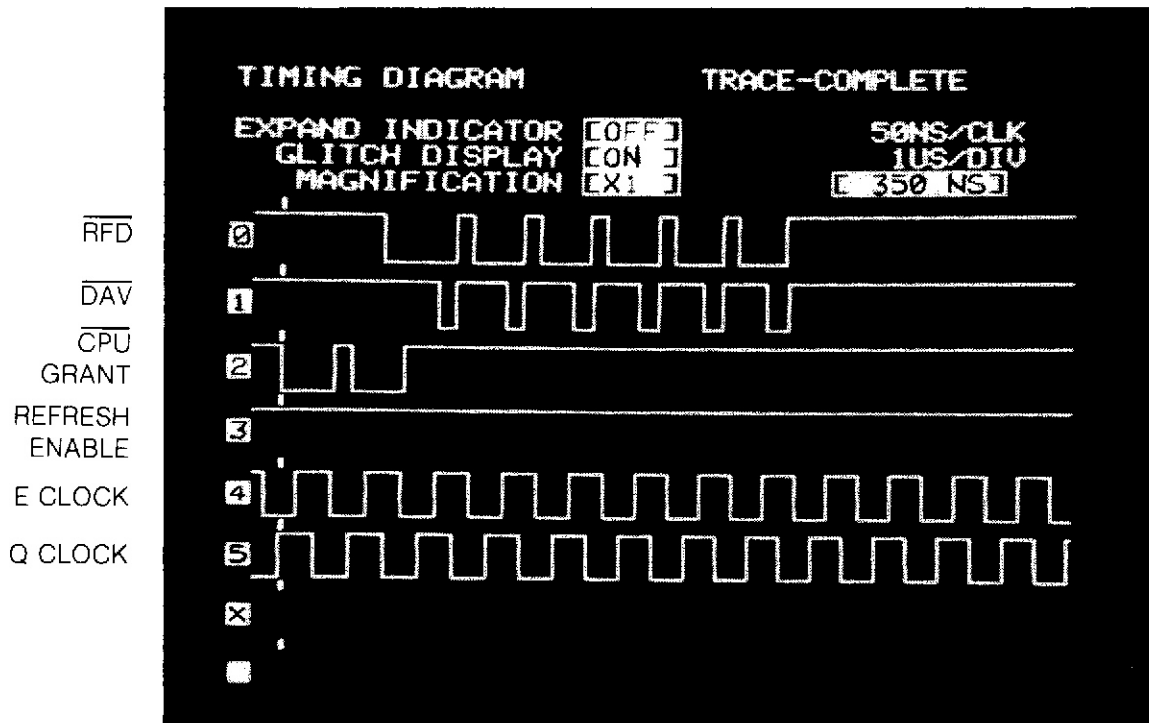 TIMING DIAGRAM TRACE-COMPLETE
EXPAND INDICATOR [OFF] 50NS/CLK
GLITCH DISPLAY [ON ] 1US/DIV
MAGNIFICATION [X1 ] [ 350 NS]
RFD 0
DAV 1
CPU
GRANT 2
REFRESH
ENABLE 3
E CLOCK 4
Q CLOCK 5
X